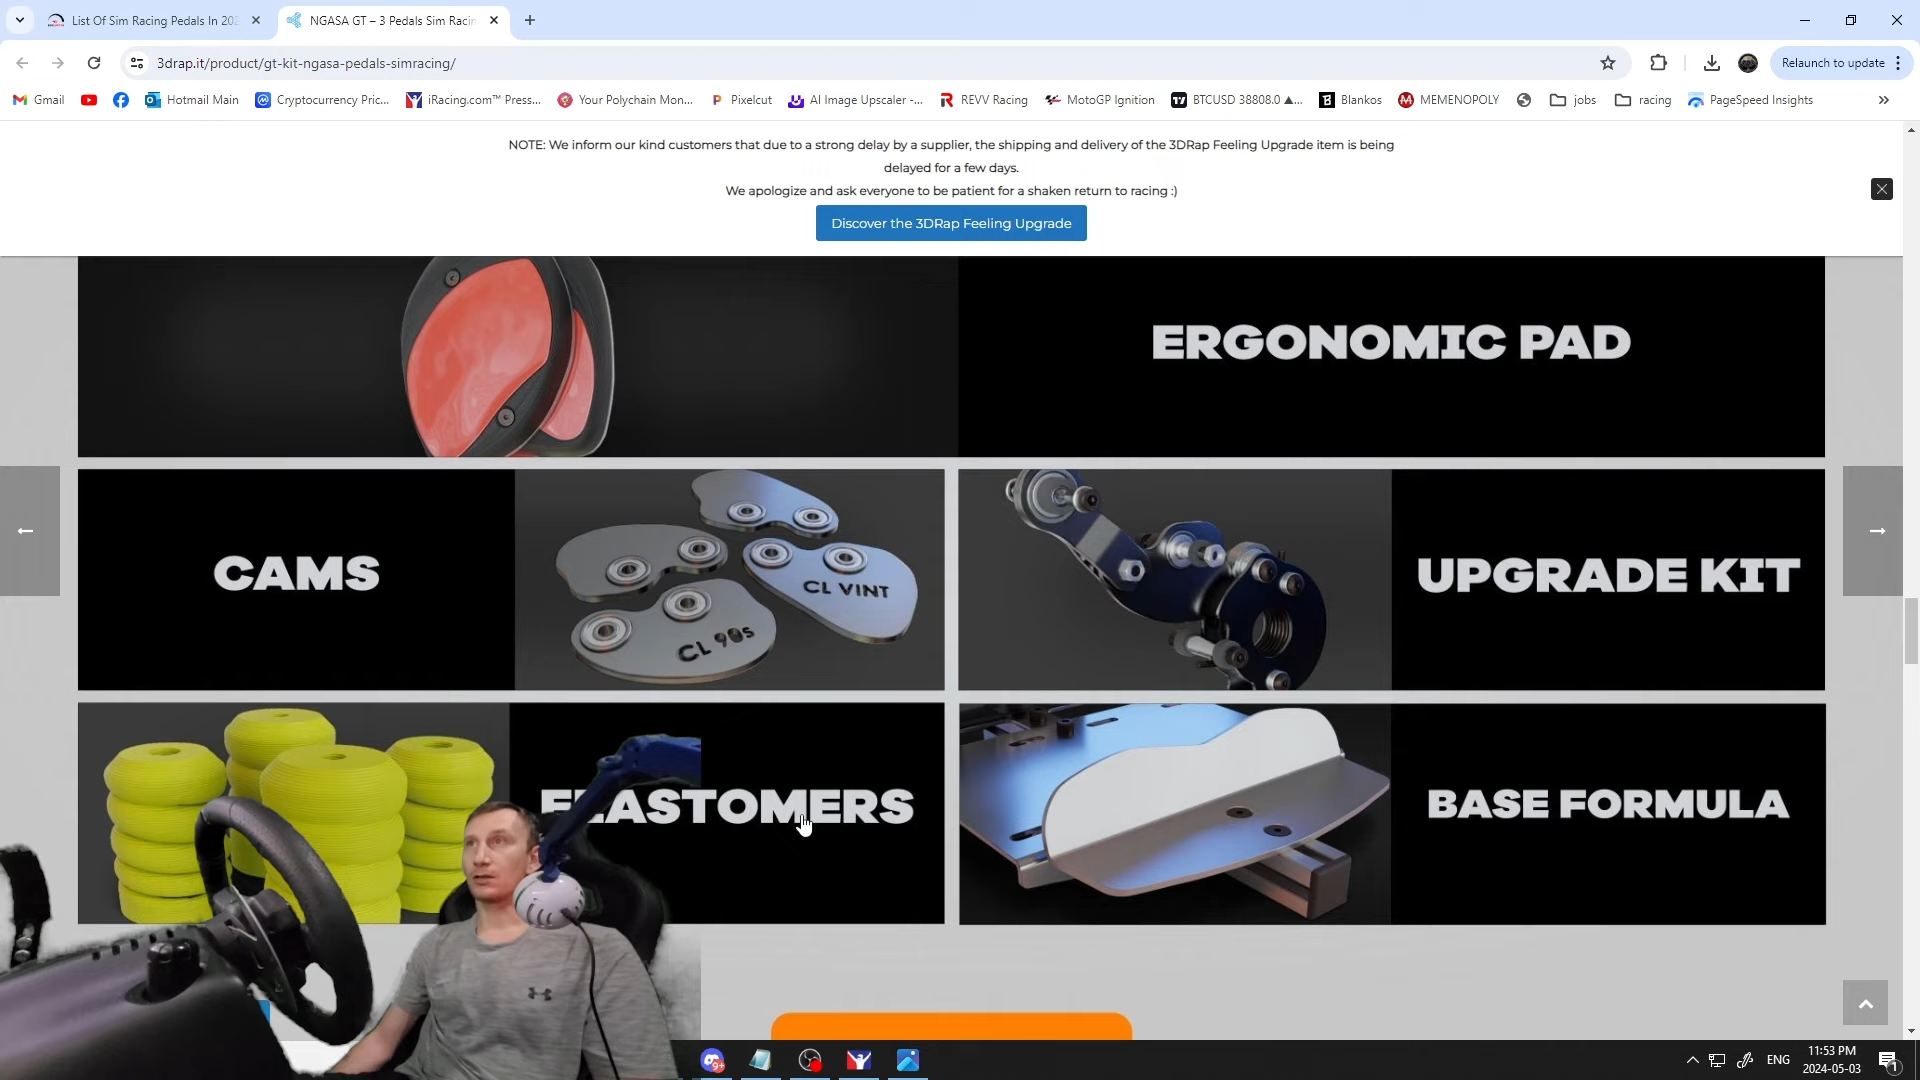 List Of Sim Racing Pedals In 202
NGASA GT – 3 Pedals Sim Racin
3drap.it/product/gt-kit-ngasa-pedals-simracing/
Relaunch to update
Gmail
Hotmail Main
Cryptocurrency Pric...
iRacing.com™ Press...
Your Polychain Mon...
Pixelcut
AI Image Upscaler -...
REVV Racing
MotoGP Ignition
BTCUSD 38808.0 ▲...
Blankos
MEMENOPOLY
jobs
racing
PageSpeed Insights
NOTE: We inform our kind customers that due to a strong delay by a supplier, the shipping and delivery of the 3DRap Feeling Upgrade item is being
delayed for a few days.
We apologize and ask everyone to be patient for a shaken return to racing :)
Discover the 3DRap Feeling Upgrade
ERGONOMIC PAD
CAMS
CL VINT
CL 90s
UPGRADE KIT
ELASTOMERS
BASE FORMULA
9+
ENG
11:53 PM
2024-05-03
1